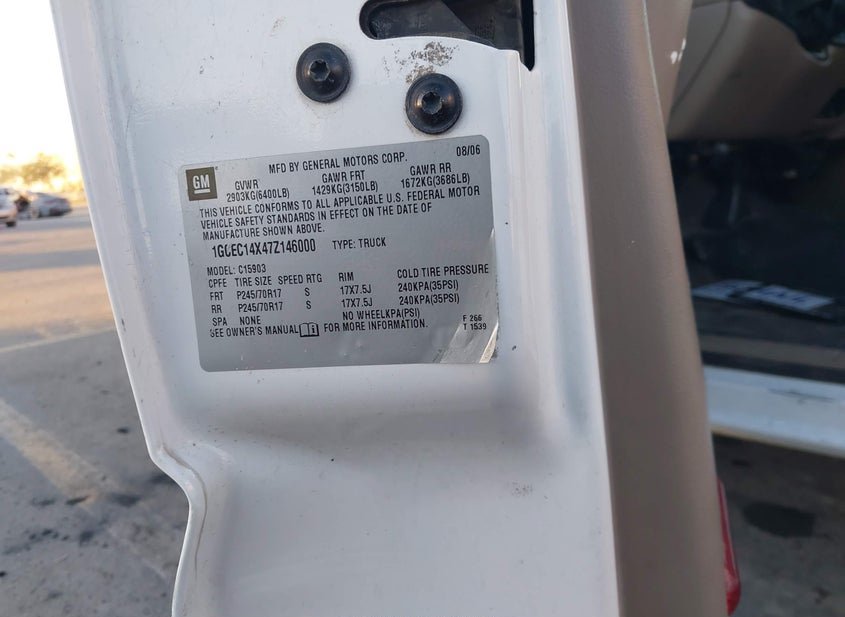 MFD BY GENERAL MOTORS CORP. 08/06
GM
GVWR GAWR FRT GAWR RR
2903KG(6400LB) 1429KG(3150LB) 1672KG(3686LB)
THIS VEHICLE CONFORMS TO ALL APPLICABLE U.S. FEDERAL MOTOR
VEHICLE SAFETY STANDARDS IN EFFECT ON THE DATE OF
MANUFACTURE SHOWN ABOVE.
TYPE: TRUCK
MODEL: C15903
CPFE TIRE SIZE SPEED RTG RIM COLD TIRE PRESSURE
FRT P245/70R17 S 17X7.5J 240KPA(35PSI)
RR P245/70R17 S 17X7.5J 240KPA(35PSI)
SPA NONE NO WHEELKPA(PSI)
SEE OWNER'S MANUAL FOR MORE INFORMATION.
F 266
T 1539